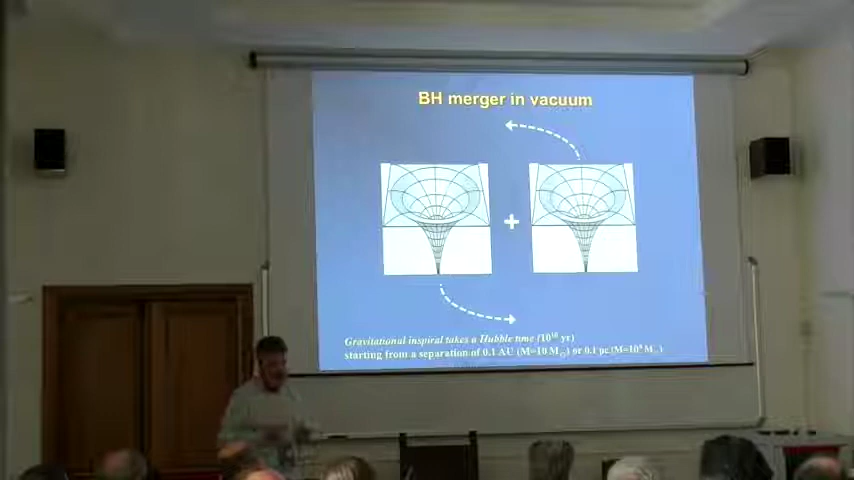 BH merger in vacuum
+
Gravitational inspiral takes a Hubble time (10¹⁰ yr)
starting from a separation of 0.1 AU (M=10 M☉) or 0.1 pc (M=10⁸ M☉)